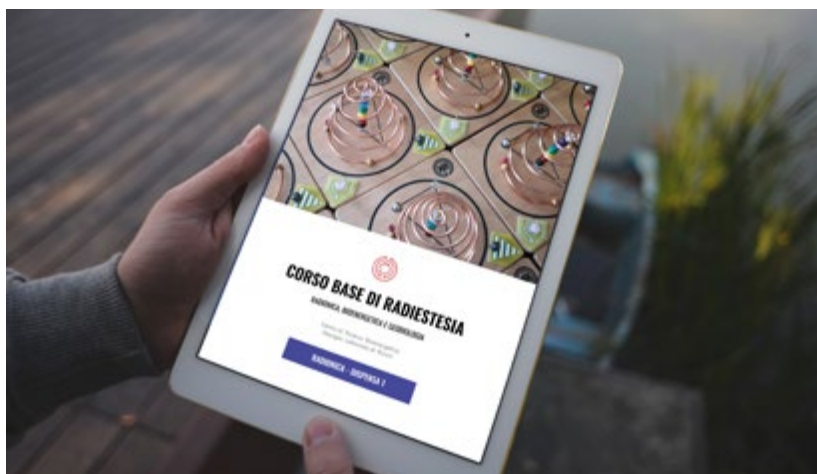 CORSO BASE DI RADIESTESIA
RADIONICA, BIOENERGETICA E GEOBIOLOGIA
RADIONICA - DISPENSA 1